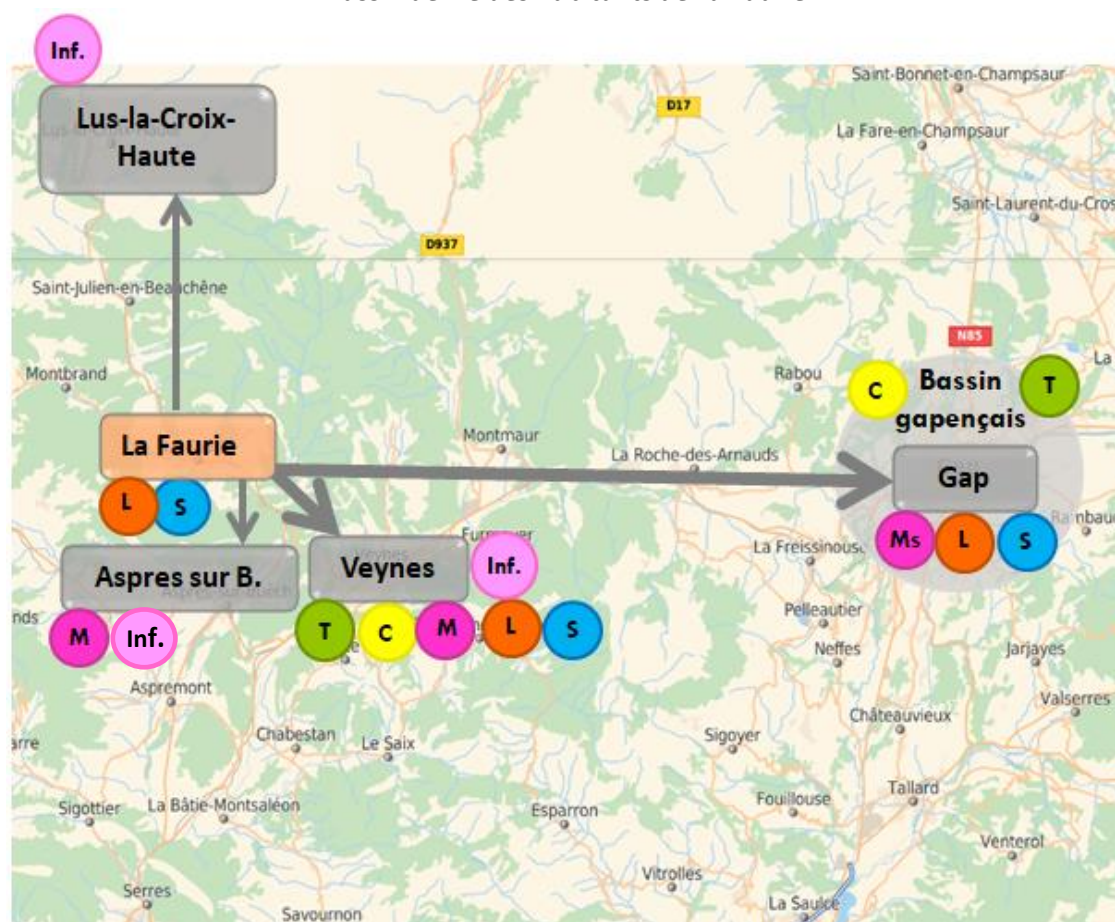 Inf.
Lus-la-Croix-
Haute
Saint-Bonnet-en-Champsaur
D17
La Fare-en-Champsaur
Saint-Laurent-du-Cros
D937
Saint-Julien-en-Beauchêne
N85
La
Montbrand
Rabou
C
Bassin
T
gapençais
La Faurie
Montmaur
La Roche-des-Arnauds
Gap
L
S
Ms
L
S
Rambaud
Aspres sur B.
Veynes
Inf.
La Freissinouse
M
Inf.
T
C
M
L
S
Pelleautier
Neffes
Jarjayes
Aspremont
Valserres
Châteauvieux
Chabestan
Le Saix
Sigoyer
Sigottier
La Bâtie-Montsaléon
Esparron
Fouillouse
Tallard
Venterol
Vitrolles
Serres
La Saulce
Savournon